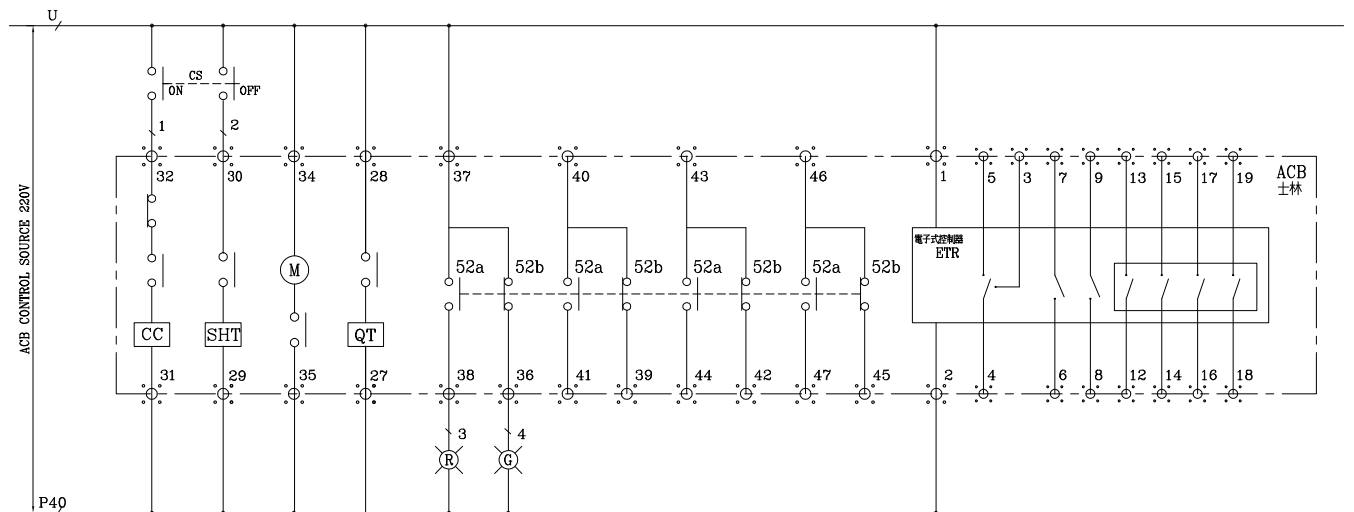 U
CS
ON OFF
1 2
32 30 34 28 37 40 43 46 1 5 3 7 9 13 15 17 19
ACB
士林
ACB CONTROL SOURCE 220V
電子式控制器
ETR
M
52a 52b 52a 52b 52a 52b 52a 52b
CC SHT QT
31 29 35 27 38 36 41 39 44 42 47 45 2 4 6 8 12 14 16 18
3 4
R G
P40